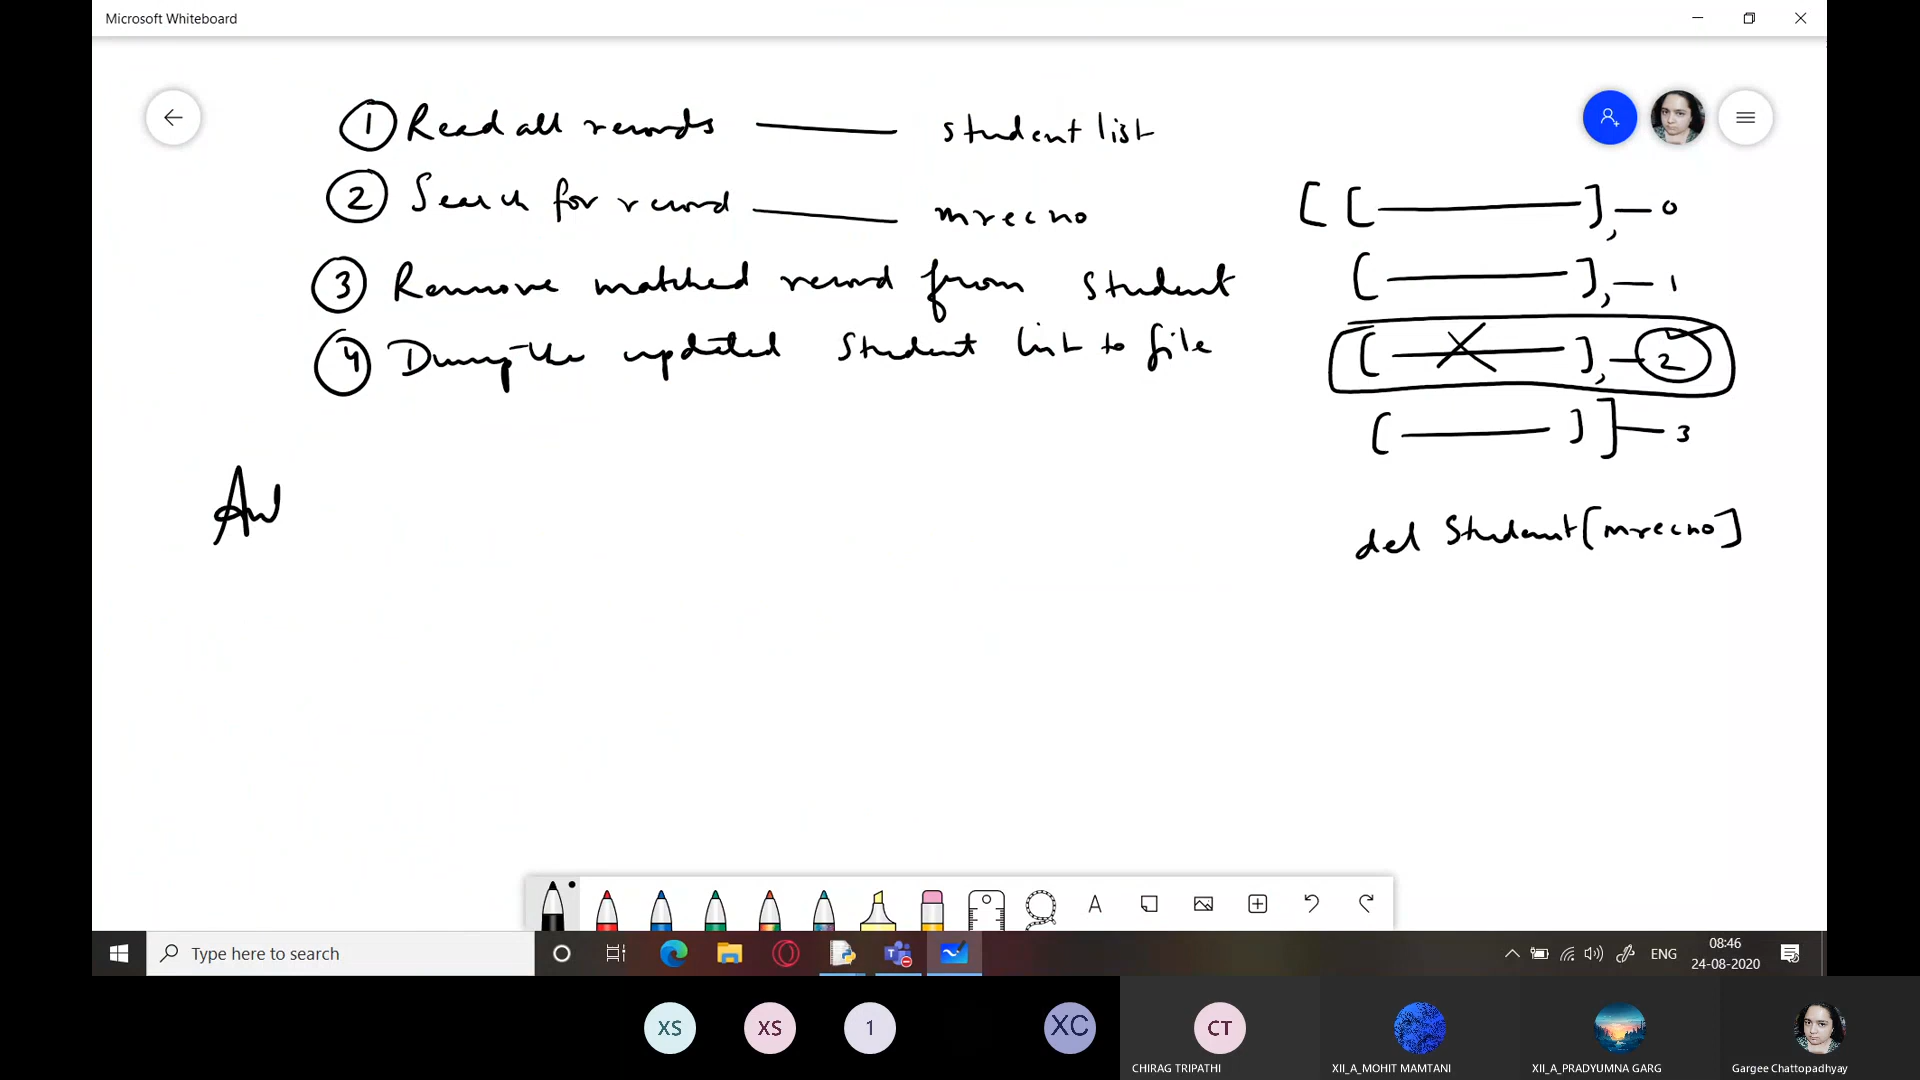 Microsoft Whiteboard
① Read all records — student list
② Search for record — mrecno
③ Remove matched record from student
④ Dump the updated student list to file
[ [ — ], — 0
[ — ], — 1
[ — ], — 2
[ — ] ] — 3
del Student[mrecno]
A
Type here to search
ENG
08:46
24-08-2020
XS
XS
1
XC
CT
CHIRAG TRIPATHI
XII_A_MOHIT MAMTANI
XII_A_PRADYUMNA GARG
Gargee Chattopadhyay